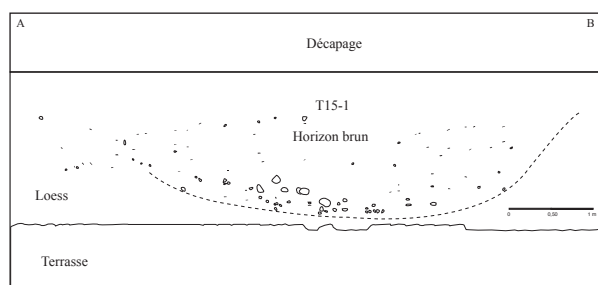 A
B
Décapage
T15-1
Horizon brun
Loess
0 0,50 1 m
Terrasse